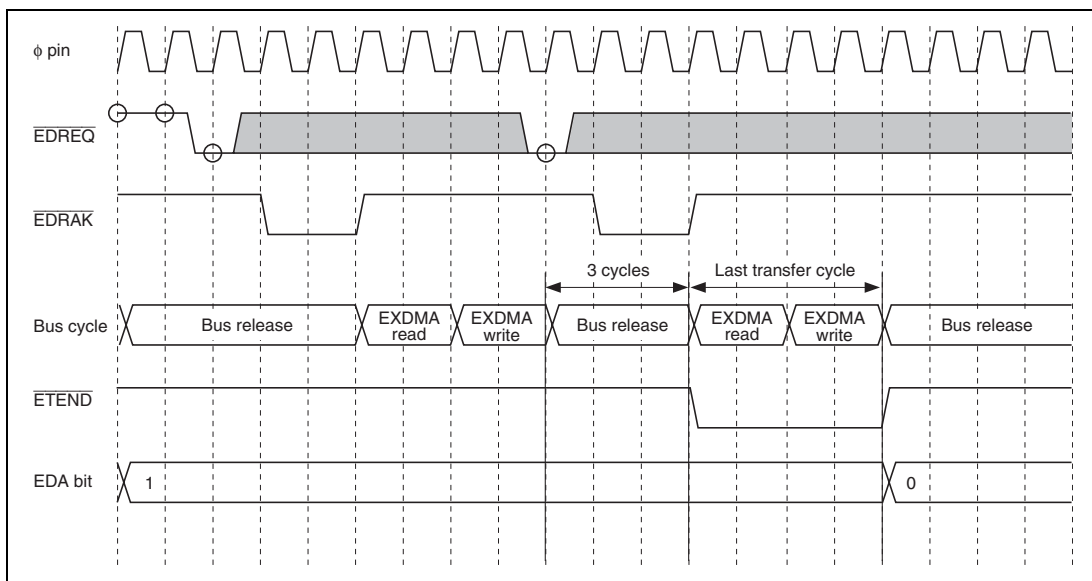 ϕ pin
EDREQ
EDRAK
3 cycles
Last transfer cycle
Bus cycle
Bus release
EXDMA
read
EXDMA
write
Bus release
EXDMA
read
EXDMA
write
Bus release
ETEND
EDA bit
1
0